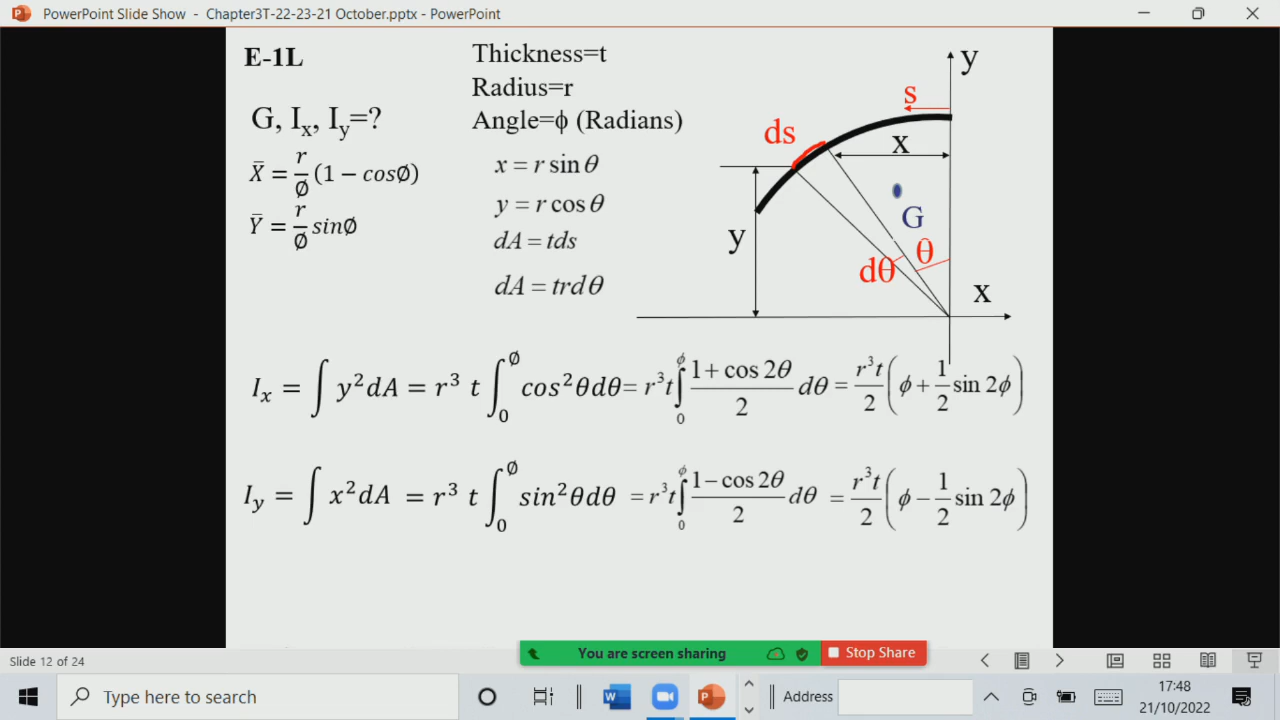 PowerPoint Slide Show - Chapter3T-22-23-21 October.pptx - PowerPoint
E-1L
Thickness=t
Radius=r
Angle=ϕ (Radians)
G, Iₓ, I_y=?
X̄ = r/∅ (1 − cos∅)
Ȳ = r/∅ sin∅
x = r sin θ
y = r cos θ
dA = tds
dA = trdθ
y
s
ds
x
G
y
θ
dθ
x
Iₓ = ∫ y²dA = r³ t ∫₀^∅ cos²θdθ = r³t ∫₀^ϕ (1 + cos 2θ)/2 dθ = r³t/2 (ϕ + 1/2 sin 2ϕ)
I_y = ∫ x²dA = r³ t ∫₀^∅ sin²θdθ = r³t ∫₀^ϕ (1 − cos 2θ)/2 dθ = r³t/2 (ϕ − 1/2 sin 2ϕ)
You are screen sharing
Stop Share
Slide 12 of 24
Type here to search
W
P
Address
17:48
21/10/2022